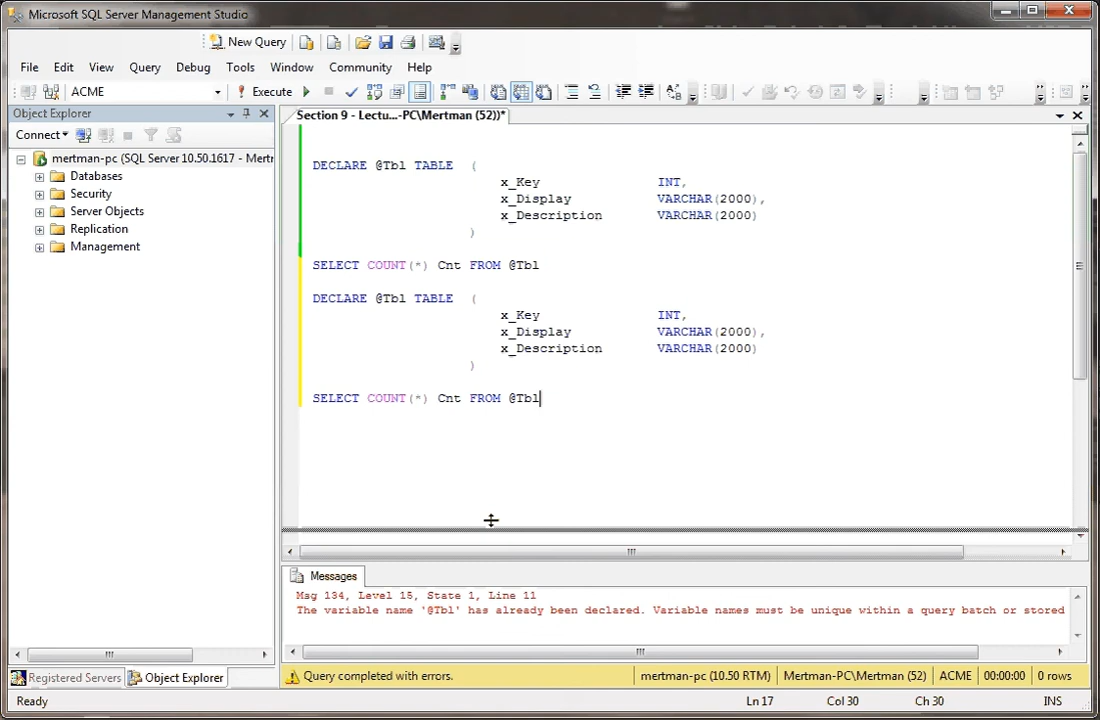 Microsoft SQL Server Management Studio
New Query
File Edit View Query Debug Tools Window Community Help
ACME Execute
Object Explorer
Section 9 - Lectu...-PC\Mertman (52))*
Connect
mertman-pc (SQL Server 10.50.1617 - Mertr
Databases
Security
Server Objects
Replication
Management
DECLARE @Tbl TABLE (
x_Key INT,
x_Display VARCHAR(2000),
x_Description VARCHAR(2000)
)
SELECT COUNT(*) Cnt FROM @Tbl
DECLARE @Tbl TABLE (
x_Key INT,
x_Display VARCHAR(2000),
x_Description VARCHAR(2000)
)
SELECT COUNT(*) Cnt FROM @Tbl
Messages
Msg 134, Level 15, State 1, Line 11
The variable name '@Tbl' has already been declared. Variable names must be unique within a query batch or stored
Registered Servers Object Explorer
Query completed with errors. mertman-pc (10.50 RTM) Mertman-PC\Mertman (52) ACME 00:00:00 0 rows
Ready Ln 17 Col 30 Ch 30 INS